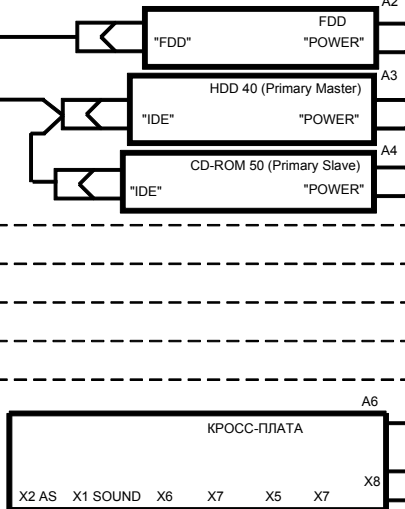 A2
FDD
"FDD" "POWER"
A3
HDD 40 (Primary Master)
"IDE" "POWER"
A4
CD-ROM 50 (Primary Slave)
"IDE" "POWER"
A6
КРОСС-ПЛАТА
X8
X2 AS X1 SOUND X6 X7 X5 X7